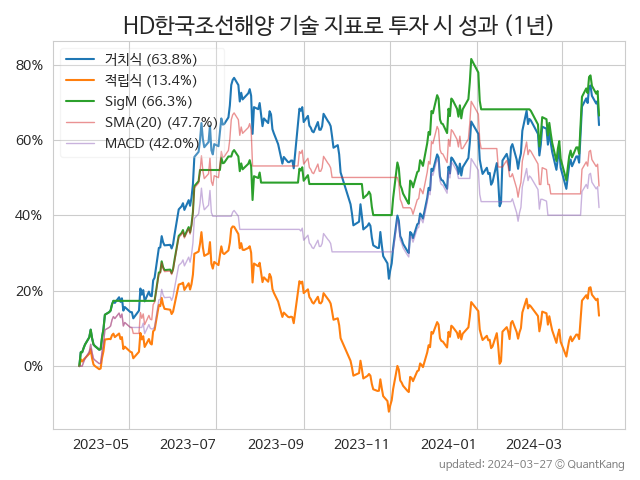 HD한국조선해양 기술 지표로 투자 시 성과 (1년)
거치식 (63.8%)
적립식 (13.4%)
SigM (66.3%)
SMA(20) (47.7%)
MACD (42.0%)
80%
60%
40%
20%
0%
2023-05 2023-07 2023-09 2023-11 2024-01 2024-03
updated: 2024-03-27 © QuantKang